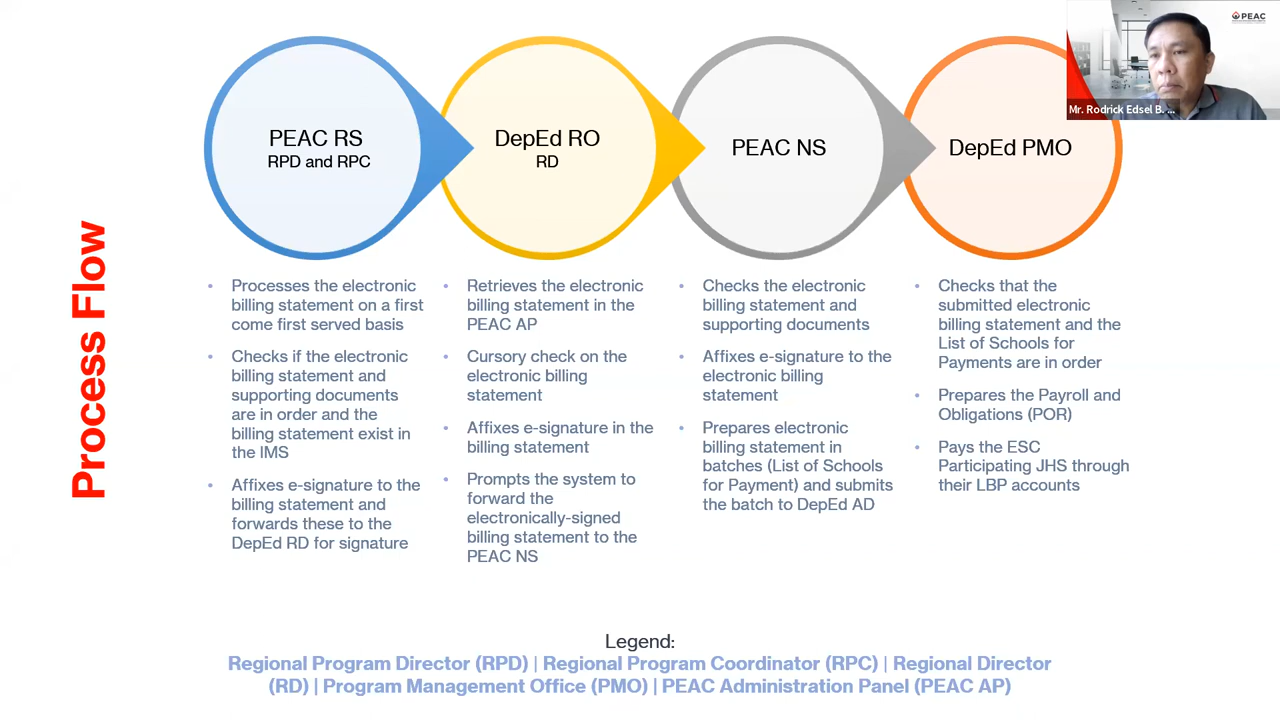 PEAC
Mr. Rodrick Edsel B. ...
Process Flow
PEAC RS
RPD and RPC
DepEd RO
RD
PEAC NS
DepEd PMO
• Processes the electronic
billing statement on a first
come first served basis
• Checks if the electronic
billing statement and
supporting documents
are in order and the
billing statement exist in
the IMS
• Affixes e-signature to the
billing statement and
forwards these to the
DepEd RD for signature
• Retrieves the electronic
billing statement in the
PEAC AP
• Cursory check on the
electronic billing
statement
• Affixes e-signature in the
billing statement
• Prompts the system to
forward the
electronically-signed
billing statement to the
PEAC NS
• Checks the electronic
billing statement and
supporting documents
• Affixes e-signature to the
electronic billing
statement
• Prepares electronic
billing statement in
batches (List of Schools
for Payment) and submits
the batch to DepEd AD
• Checks that the
submitted electronic
billing statement and the
List of Schools for
Payments are in order
• Prepares the Payroll and
Obligations (POR)
• Pays the ESC
Participating JHS through
their LBP accounts
Legend:
Regional Program Director (RPD) | Regional Program Coordinator (RPC) | Regional Director
(RD) | Program Management Office (PMO) | PEAC Administration Panel (PEAC AP)